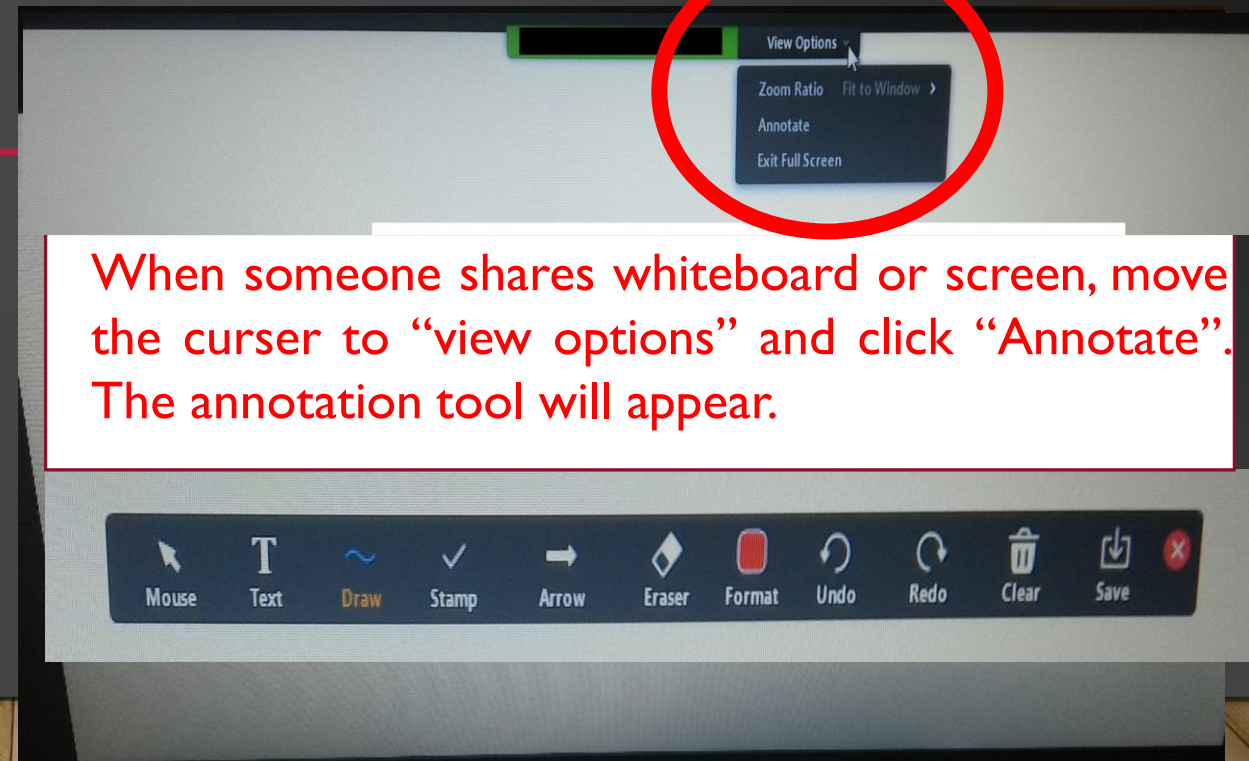 View Options
Zoom Ratio Fit to Window
Annotate
Exit Full Screen
When someone shares whiteboard or screen, move
the curser to “view options” and click “Annotate”.
The annotation tool will appear.
Mouse Text Draw Stamp Arrow Eraser Format Undo Redo Clear Save